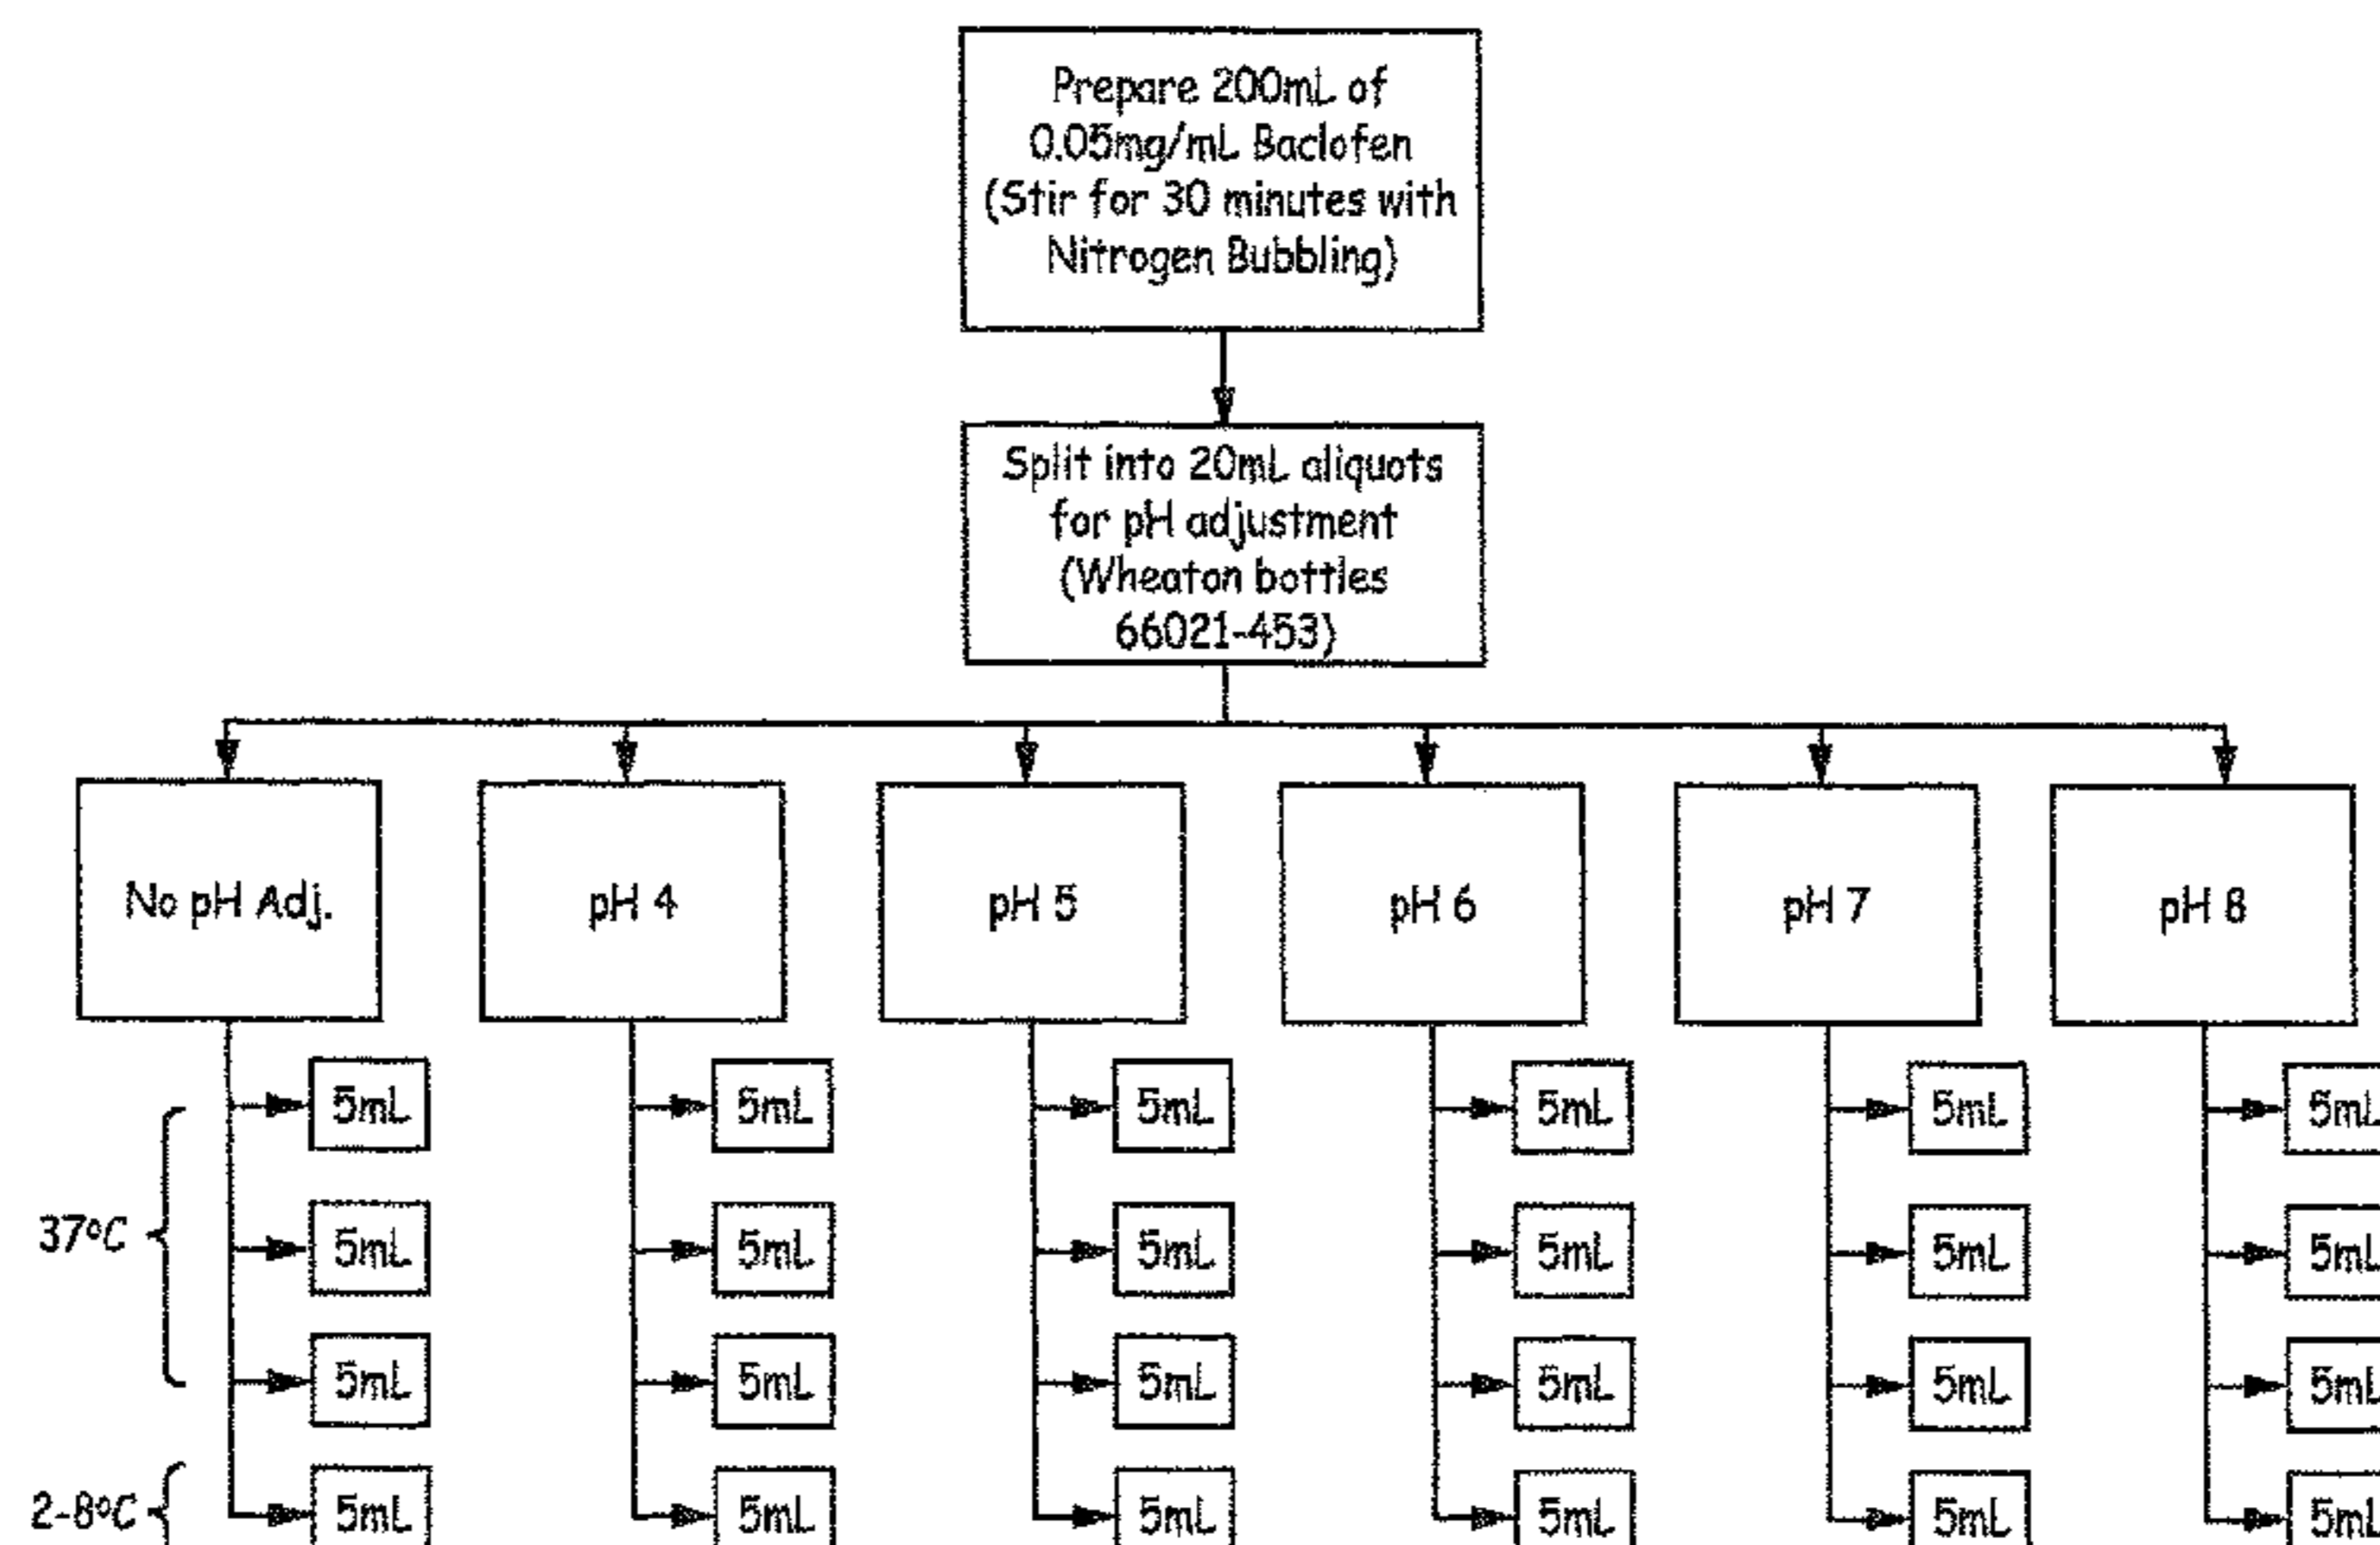 Prepare 200mL of
0.05mg/mL Baclofen
(Stir for 30 minutes with
Nitrogen Bubbling)
Split into 20mL aliquots
for pH adjustment
(Wheaton bottles
66021-453)
No pH Adj.
pH 4
pH 5
pH 6
pH 7
pH 8
5mL
5mL
5mL
5mL
5mL
5mL
37°C
5mL
5mL
5mL
5mL
5mL
5mL
5mL
5mL
5mL
5mL
5mL
5mL
2-8°C
5mL
5mL
5mL
5mL
5mL
5mL